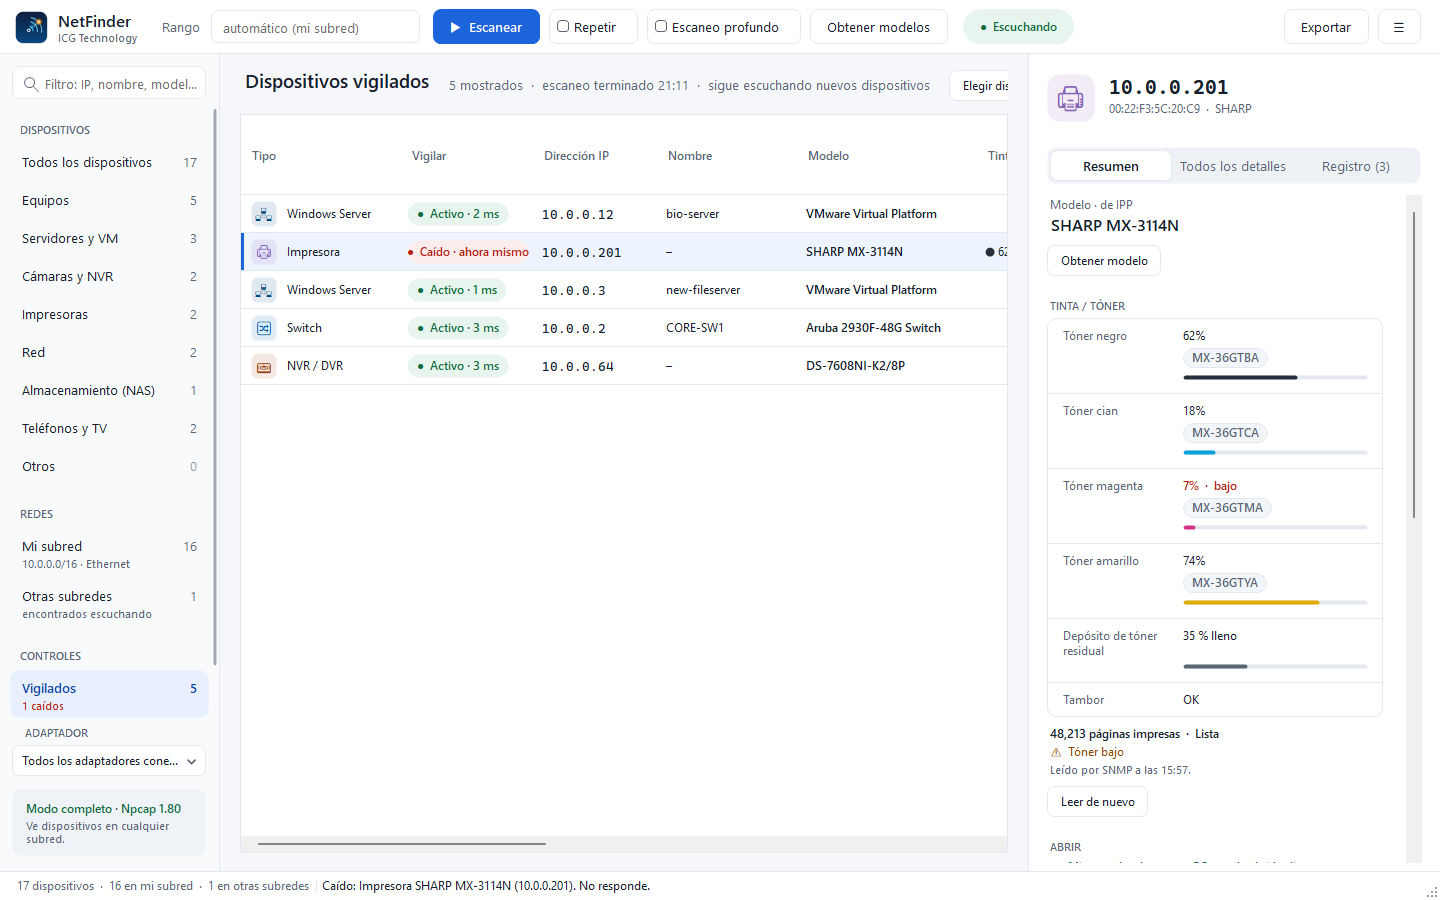 NetFinder
ICG Technology
Rango
automático (mi subred)
Escanear
Repetir
Escaneo profundo
Obtener modelos
Escuchando
Exportar
Filtro: IP, nombre, model...
DISPOSITIVOS
Todos los dispositivos 17
Equipos 5
Servidores y VM 3
Cámaras y NVR 2
Impresoras 2
Red 2
Almacenamiento (NAS) 1
Teléfonos y TV 2
Otros 0
REDES
Mi subred 16
10.0.0.0/16 · Ethernet
Otras subredes 1
encontrados escuchando
CONTROLES
Vigilados 5
1 caídos
ADAPTADOR
Todos los adaptadores cone...
Modo completo · Npcap 1.80
Ve dispositivos en cualquier
subred.
Dispositivos vigilados
5 mostrados · escaneo terminado 21:11 · sigue escuchando nuevos dispositivos
Elegir dis
Tipo Vigilar Dirección IP Nombre Modelo Tint
Windows Server Activo · 2 ms 10.0.0.12 bio-server VMware Virtual Platform
Impresora Caído · ahora mismo 10.0.0.201 – SHARP MX-3114N 62
Windows Server Activo · 1 ms 10.0.0.3 new-fileserver VMware Virtual Platform
Switch Activo · 3 ms 10.0.0.2 CORE-SW1 Aruba 2930F-48G Switch
NVR / DVR Activo · 3 ms 10.0.0.64 – DS-7608NI-K2/8P
10.0.0.201
00:22:F3:5C:20:C9 · SHARP
Resumen Todos los detalles Registro (3)
Modelo · de IPP
SHARP MX-3114N
Obtener modelo
TINTA / TÓNER
Tóner negro 62%
MX-36GTBA
Tóner cian 18%
MX-36GTCA
Tóner magenta 7% · bajo
MX-36GTMA
Tóner amarillo 74%
MX-36GTYA
Depósito de tóner 35 % lleno
residual
Tambor OK
48,213 páginas impresas · Lista
⚠ Tóner bajo
Leído por SNMP a las 15:57.
Leer de nuevo
ABRIR
17 dispositivos · 16 en mi subred · 1 en otras subredes
Caído: Impresora SHARP MX-3114N (10.0.0.201). No responde.